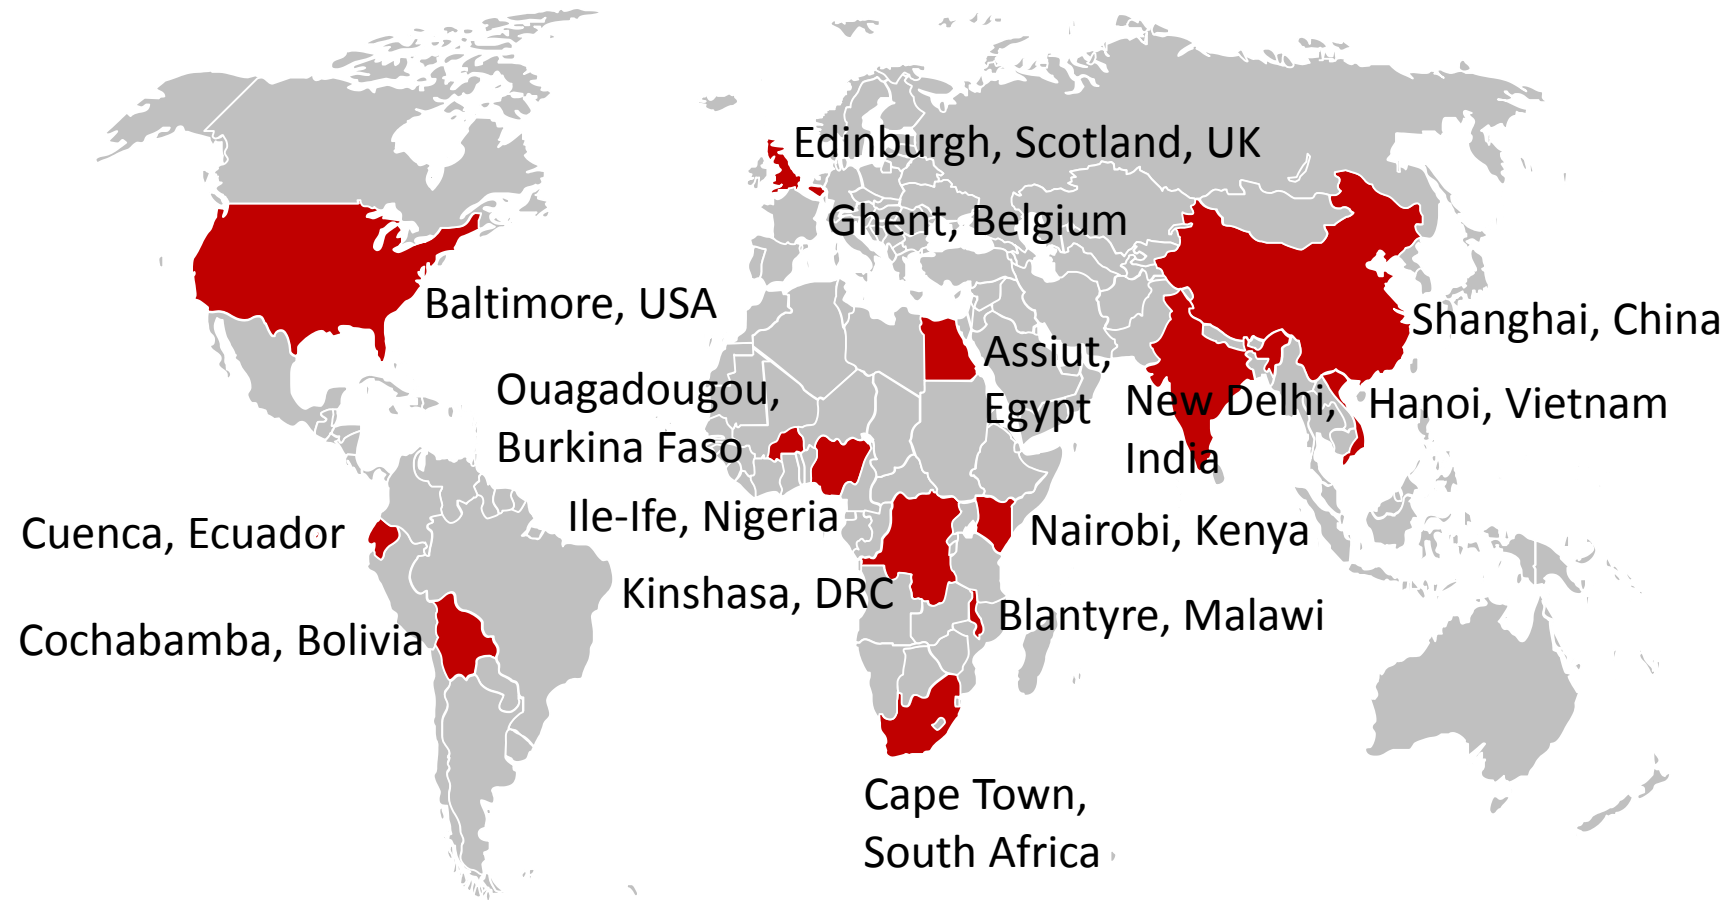 Edinburgh, Scotland, UK
Ghent, Belgium
Baltimore, USA
Shanghai, China
Assiut,
Egypt
Ouagadougou,
Burkina Faso
New Delhi,
India
Hanoi, Vietnam
Ile-Ife, Nigeria
Cuenca, Ecuador
Nairobi, Kenya
Kinshasa, DRC
Blantyre, Malawi
Cochabamba, Bolivia
Cape Town,
South Africa